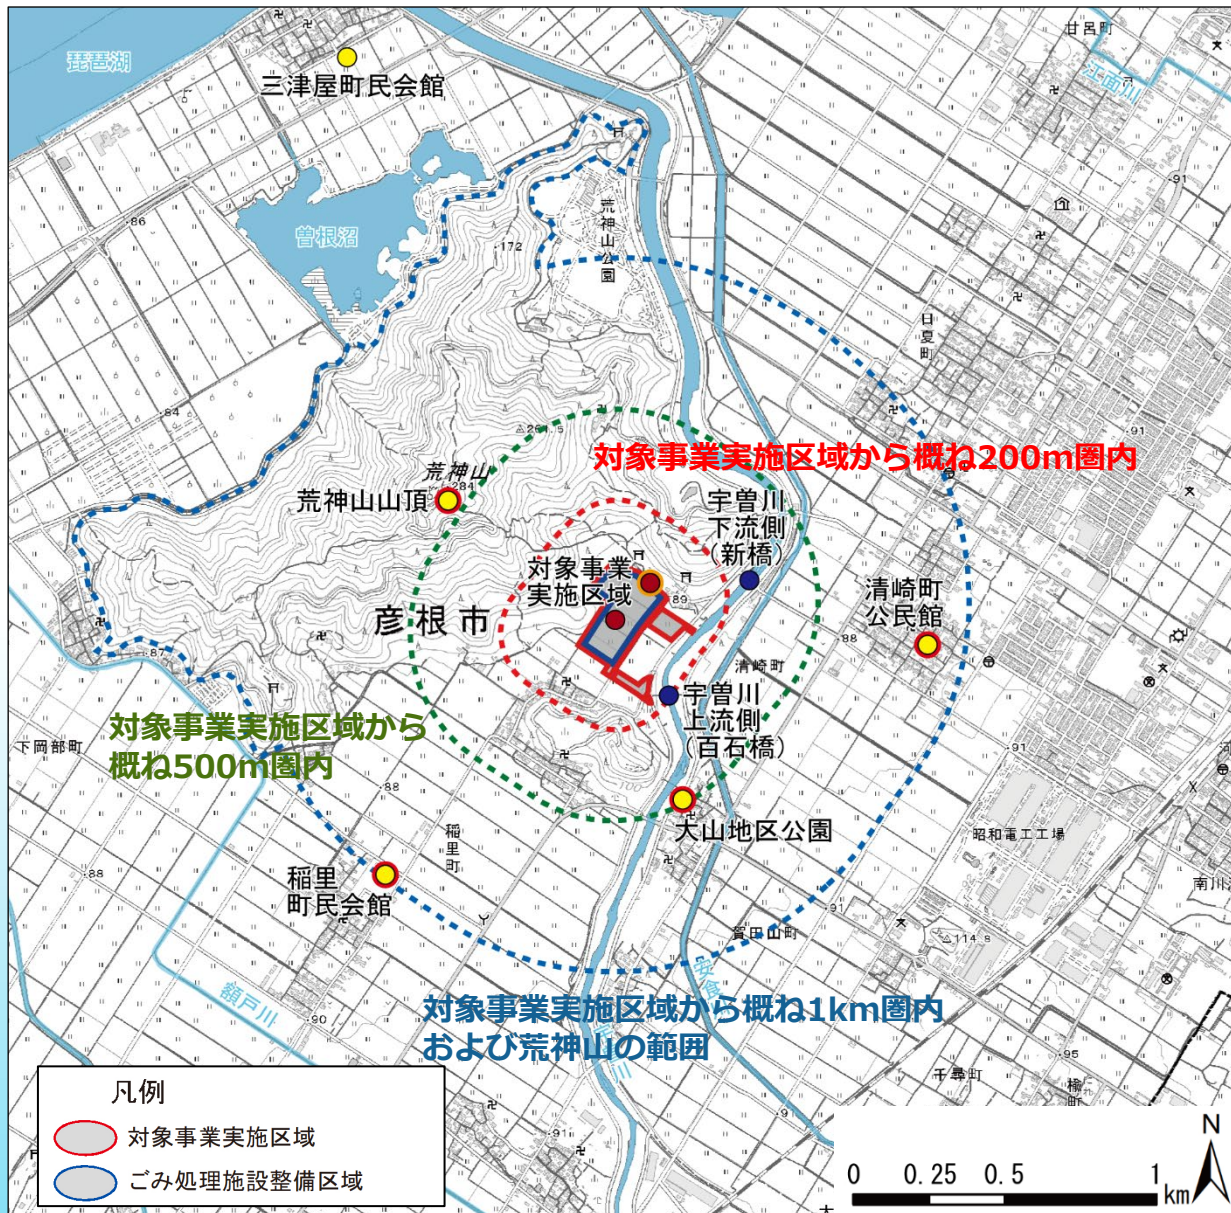 琵琶湖
三津屋町民会館
甘呂町
江面川
曽根沼
荒神山公園
172
86
91
日夏町
84
91
261.5
対象事業実施区域から概ね200m圏内
荒神山
284
荒神山山頂
宇曽川
下流側
（新橋）
対象事業
実施区域
89
彦根市
清崎町
公民館
88
清崎町
87
宇曽川
上流側
（百石橋）
対象事業実施区域から
概ね500m圏内
下岡部町
88
100
91
大山地区公園
昭和電工工場
稲里町
稲里
町民会館
88
南川
91
賀田山町
114.8
安食
額戸川
90
対象事業実施区域から概ね1km圏内
および荒神山の範囲
川
95
千尋町
91
91
凡例
対象事業実施区域
ごみ処理施設整備区域
N
0 0.25 0.5 1
km